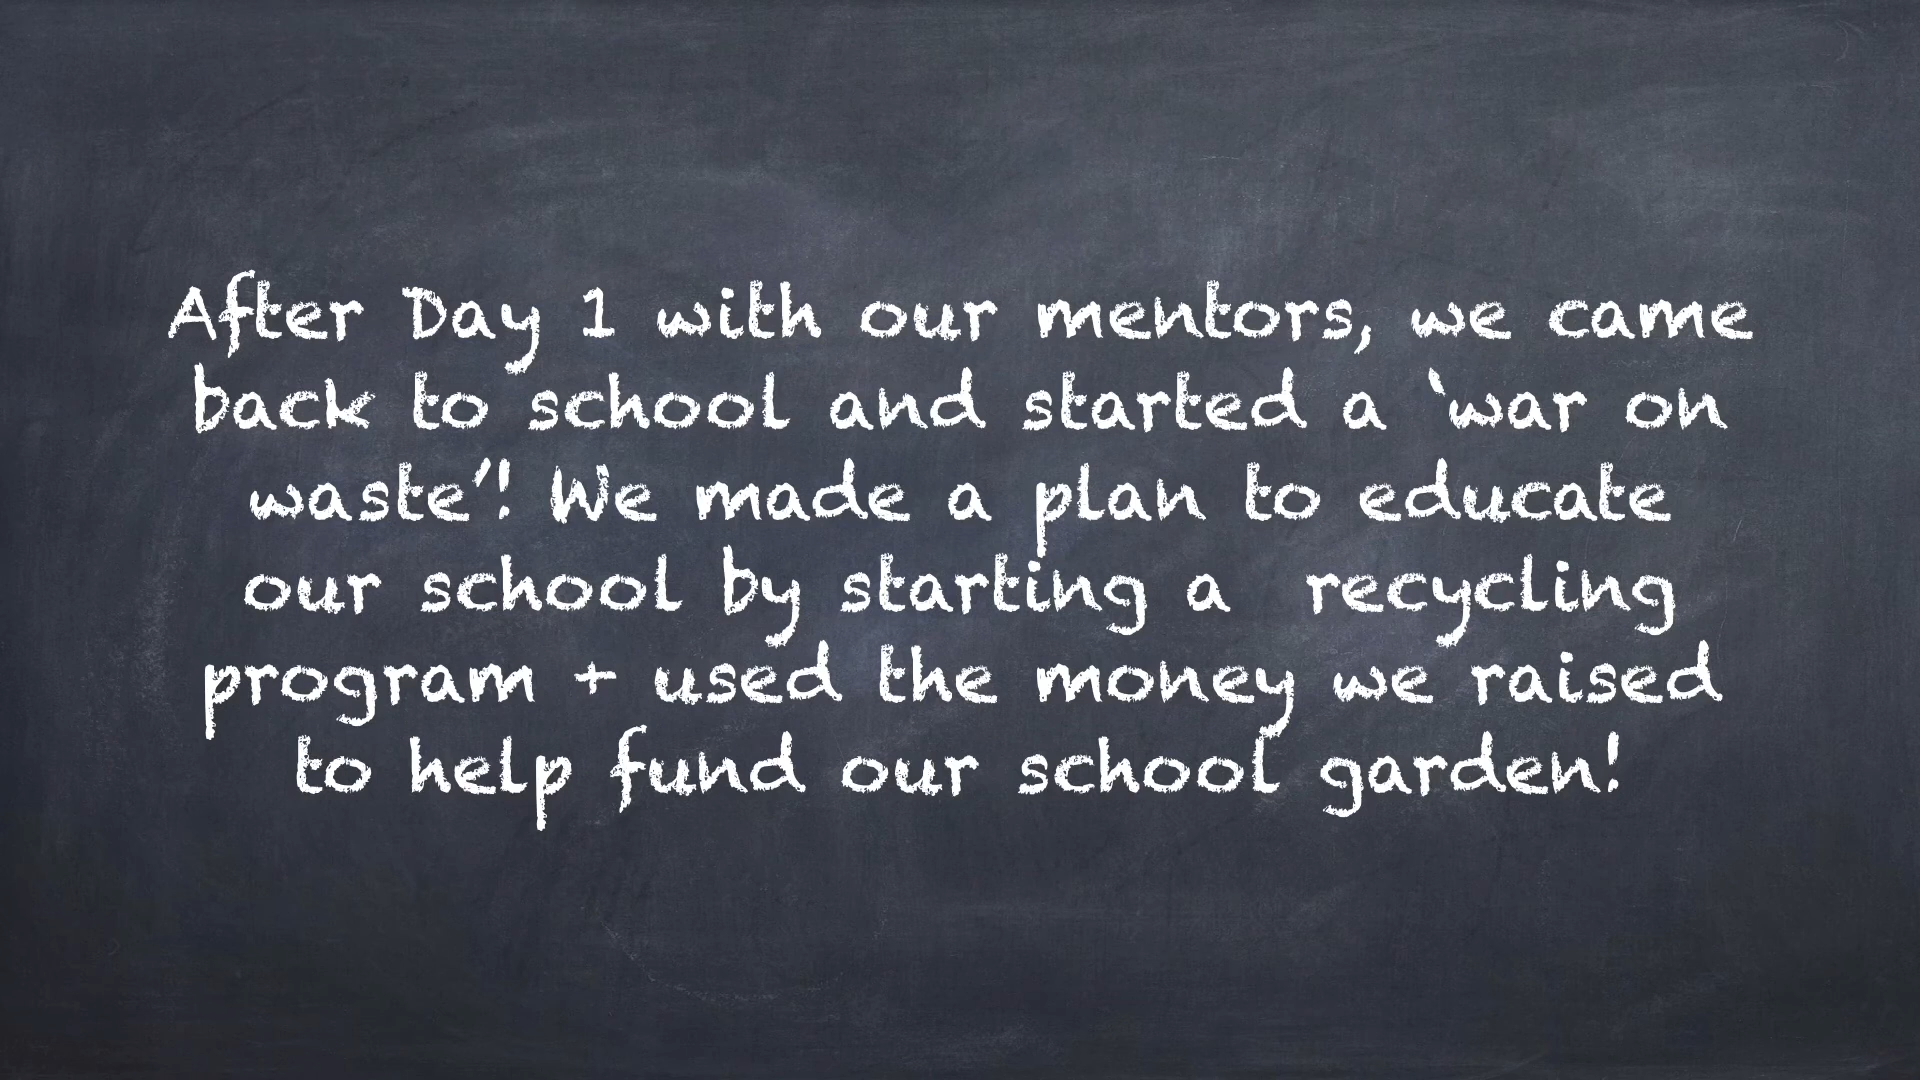 After Day 1 with our mentors, we came
back to school and started a ‘war on
waste’! We made a plan to educate
our school by starting a  recycling
program + used the money we raised
to help fund our school garden!